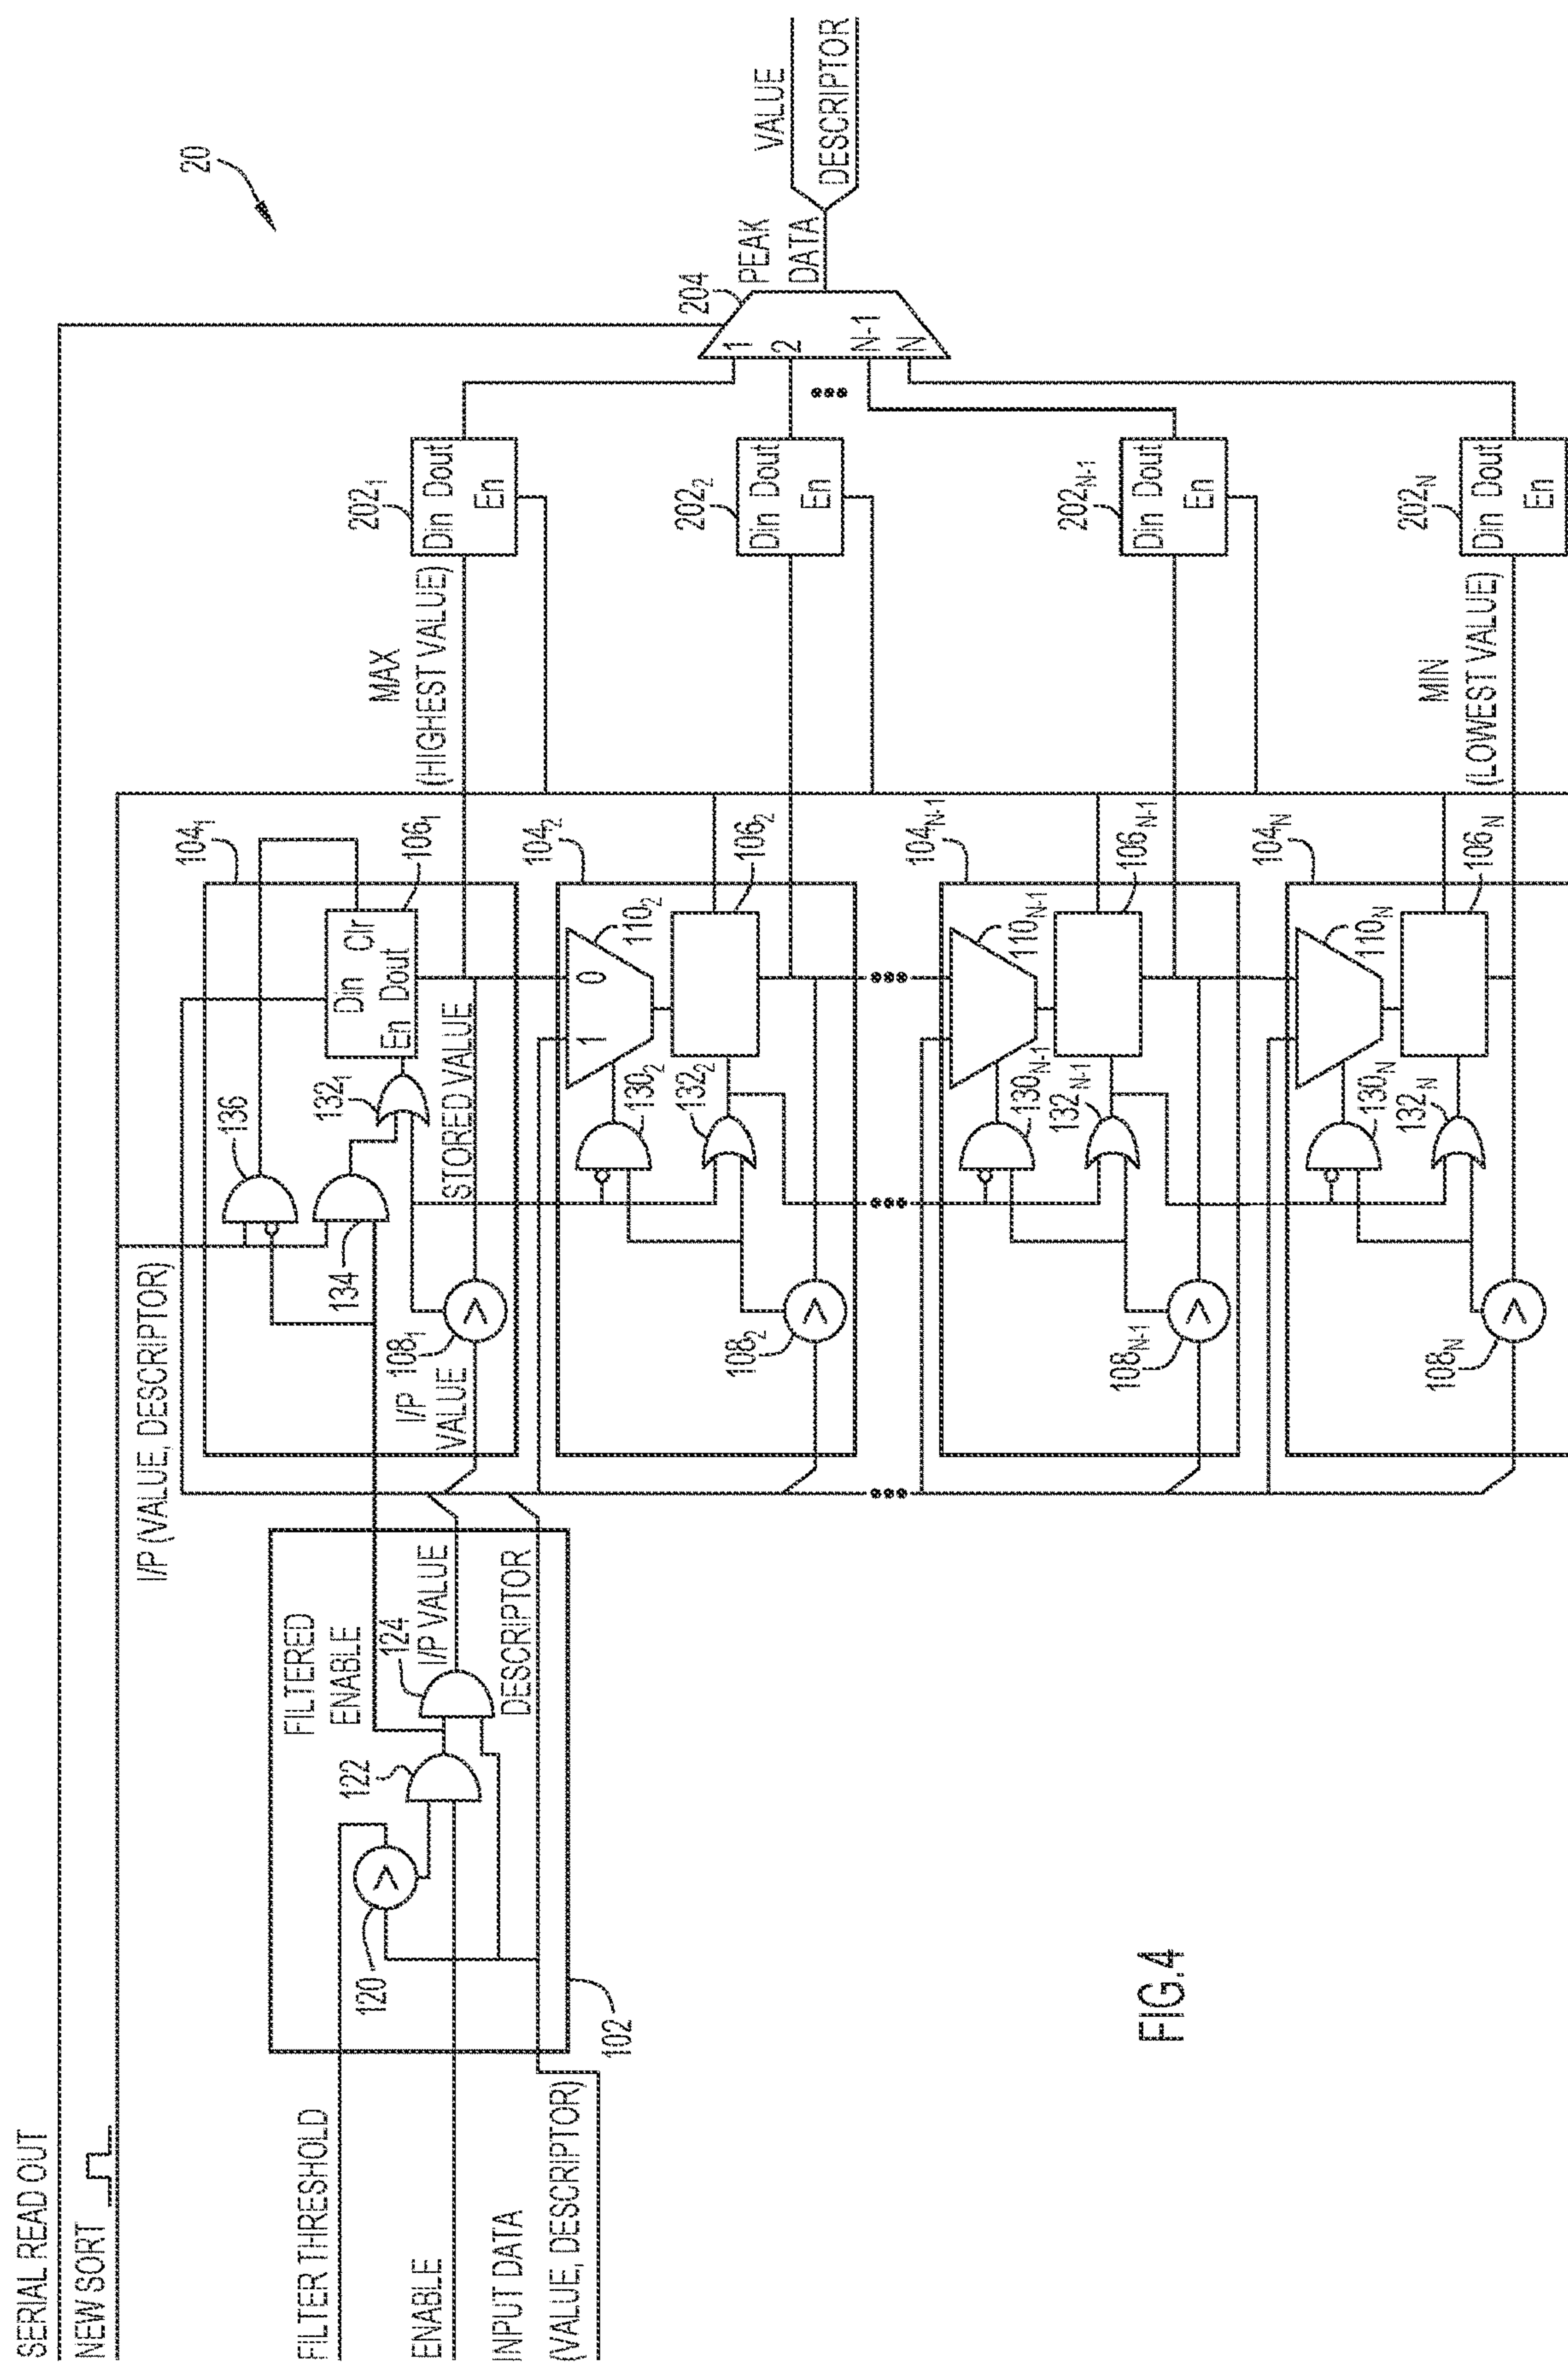 SERIAL READ OUT
NEW SORT
FILTER THRESHOLD
ENABLE
INPUT DATA
(VALUE, DESCRIPTOR)
102
120
122
124
FILTERED
ENABLE
I/P VALUE
DESCRIPTOR
I/P (VALUE, DESCRIPTOR)
104₁
136
134
132₁
Din
Clr
En
Dout
106₁
STORED VALUE
108₁
I/P
VALUE
>
104₂
1
0
110₂
130₂
132₂
106₂
108₂
>
104N-1
110N-1
130N-1
132N-1
106N-1
108N-1
>
104N
110N
130N
132N
106N
108N
>
>
MAX
(HIGHEST VALUE)
MIN
(LOWEST VALUE)
202₁
Din Dout
En
202₂
Din Dout
En
202N-1
Din Dout
En
202N
Din Dout
En
204
1
2
N-1
N
PEAK
DATA
VALUE
DESCRIPTOR
20
FIG.4